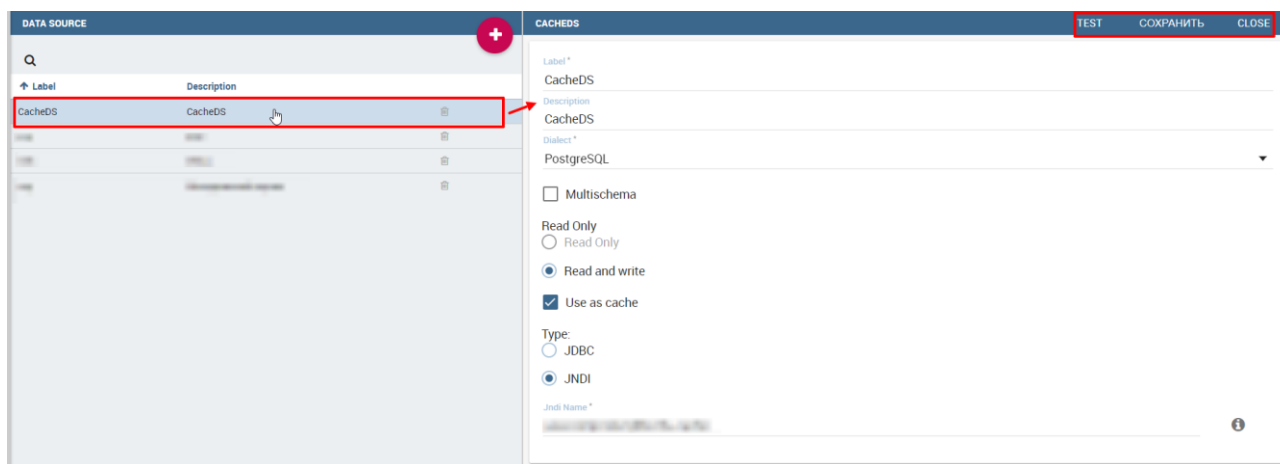 DATA SOURCE
Label
Description
CacheDS
CacheDS
CACHEDS
TEST
СОХРАНИТЬ
CLOSE
Label *
CacheDS
Description
CacheDS
Dialect *
PostgreSQL
Multischema
Read Only
Read Only
Read and write
Use as cache
Type:
JDBC
JNDI
Jndi Name *